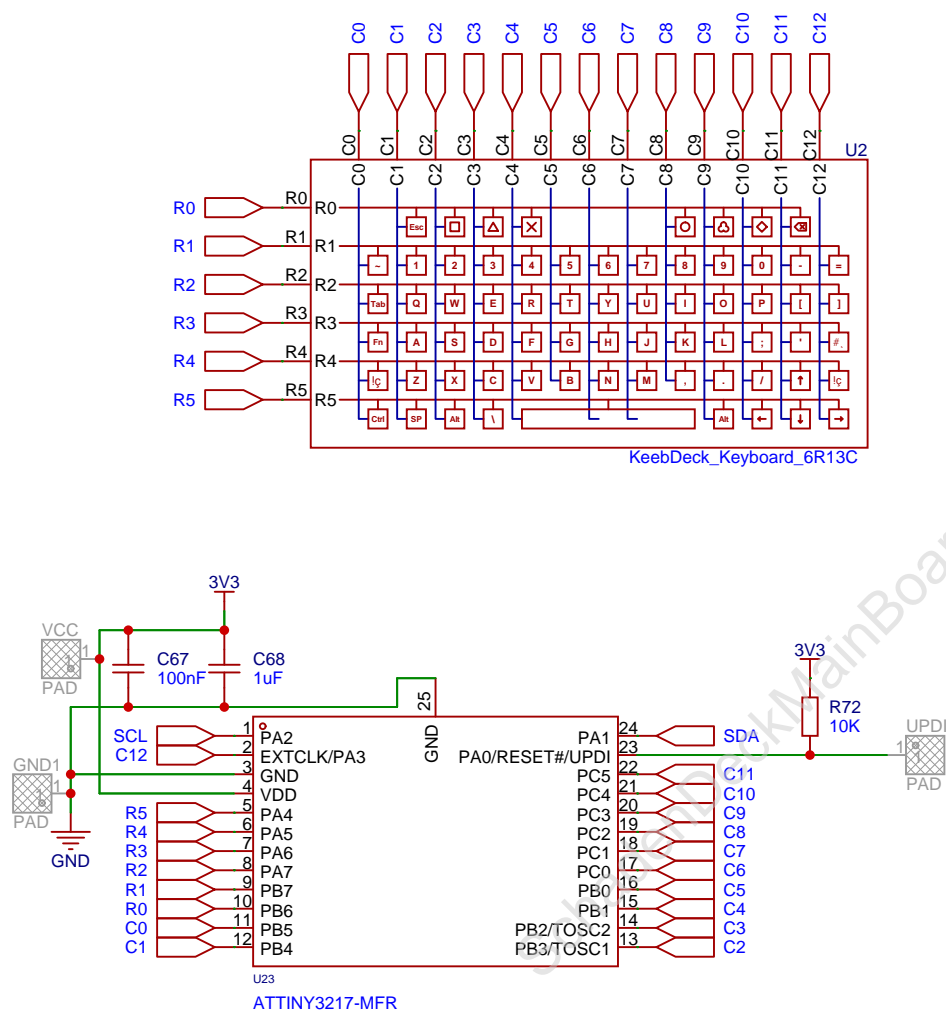 C0 C1 C2 C3 C4 C5 C6 C7 C8 C9 C10 C11 C12
C0 C1 C2 C3 C4 C5 C6 C7 C8 C9 C10 C11 C12
U2
C0 C1 C2 C3 C4 C5 C6 C7 C8 C9 C10 C11 C12
R0 R0 R0
Esc
R1 R1 R1
~ 1 2 3 4 5 6 7 8 9 0 - =
R2 R2 R2
Tab Q W E R T Y U I O P [ ]
R3 R3 R3
Fn A S D F G H J K L ; '
R4 R4 R4
!ç Z X C V B N M , . / ↑ !ç
R5 R5 R5
Ctrl SP Alt \ Alt ← ↓ →
KeebDeck_Keyboard_6R13C
3V3
VCC
1
1
PAD
C67
100nF
C68
1uF
GND1
1
1
PAD
GND
25
GND
SCL 1 PA2
C12 2 EXTCLK/PA3
3 GND
4 VDD
R5 5 PA4
R4 6 PA5
R3 7 PA6
R2 8 PA7
R1 9 PB7
R0 10 PB6
C0 11 PB5
C1 12 PB4
PA1 24 SDA
PA0/RESET#/UPDI 23
PC5 22 C11
PC4 21 C10
PC3 20 C9
PC2 19 C8
PC1 18 C7
PC0 17 C6
PB0 16 C5
PB1 15 C4
PB2/TOSC2 14 C3
PB3/TOSC1 13 C2
U23
ATTINY3217-MFR
3V3
R72
10K
UPDI
1
1
PAD